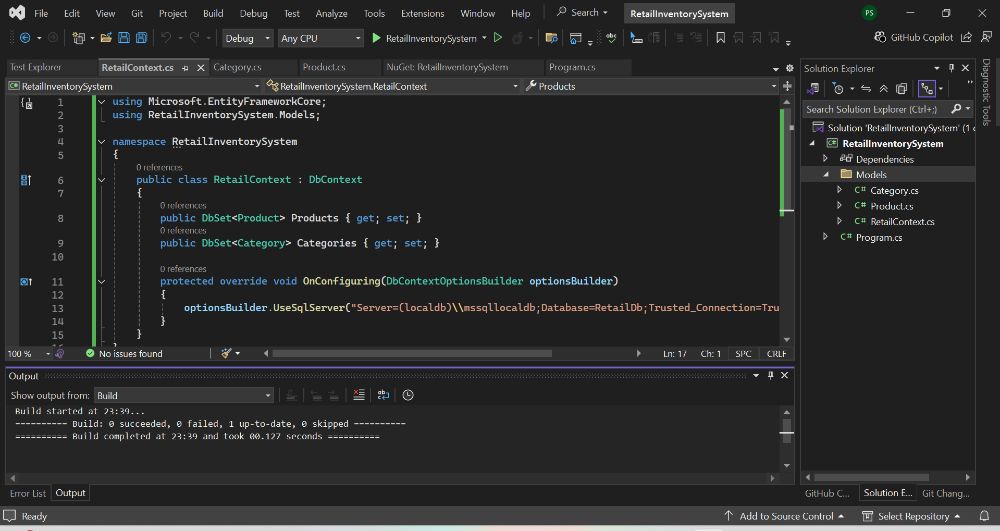 File Edit View Git Project Build Debug Test Analyze Tools Extensions Window Help Search RetailInventorySystem PS
Debug Any CPU RetailInventorySystem abc GitHub Copilot
Test Explorer RetailContext.cs Category.cs Product.cs NuGet: RetailInventorySystem Program.cs
C# RetailInventorySystem RetailInventorySystem.RetailContext Products
1 using Microsoft.EntityFrameworkCore;
2 using RetailInventorySystem.Models;
3
4 namespace RetailInventorySystem
5 {
0 references
6 public class RetailContext : DbContext
7 {
0 references
8 public DbSet<Product> Products { get; set; }
0 references
9 public DbSet<Category> Categories { get; set; }
10
0 references
11 protected override void OnConfiguring(DbContextOptionsBuilder optionsBuilder)
12 {
13 optionsBuilder.UseSqlServer("Server=(localdb)\\mssqllocaldb;Database=RetailDb;Trusted_Connection=Tru
14 }
15 }
16 }
100 % No issues found Ln: 17 Ch: 1 SPC CRLF
Output
Show output from: Build
Build started at 23:39...
========== Build: 0 succeeded, 0 failed, 1 up-to-date, 0 skipped ==========
========== Build completed at 23:39 and took 00.127 seconds ==========
Error List Output
Solution Explorer
Search Solution Explorer (Ctrl+;)
Solution 'RetailInventorySystem' (1
C# RetailInventorySystem
Dependencies
Models
C# Category.cs
C# Product.cs
C# RetailContext.cs
C# Program.cs
GitHub C... Solution E... Git Chang...
Diagnostic Tools
Ready Add to Source Control Select Repository